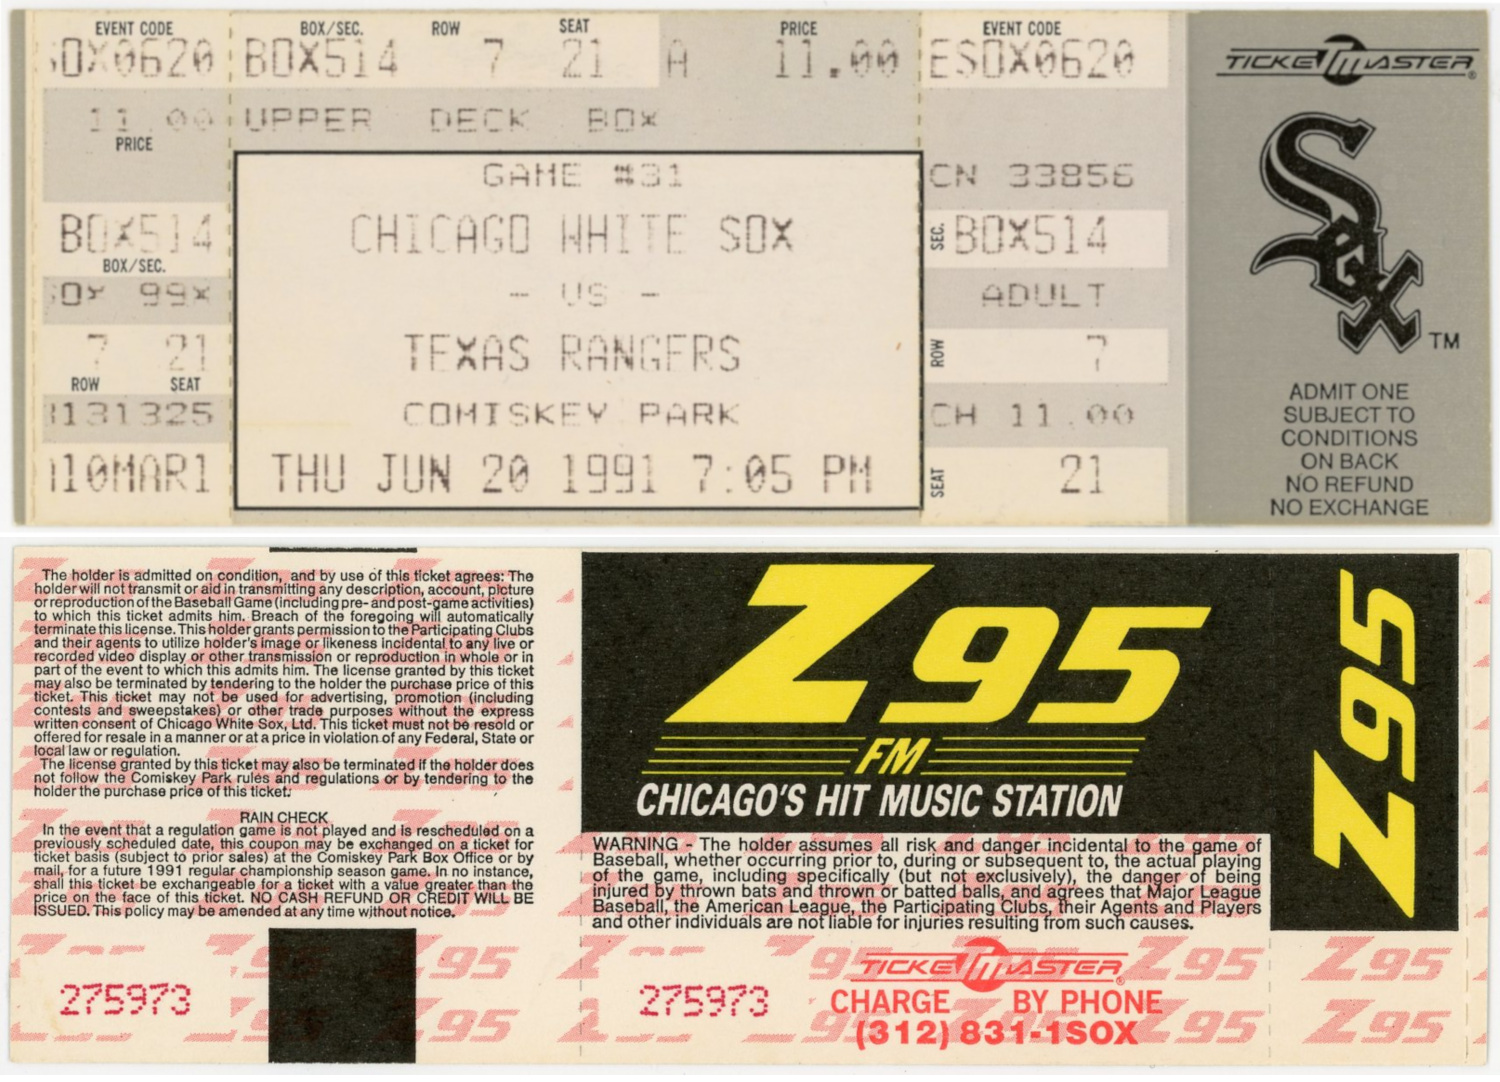 EVENT CODE BOX/SEC. ROW SEAT PRICE EVENT CODE
SOX0620 BOX514 7 21 A 11.00 ESOX0620
11.00 UPPER DECK BOX
PRICE
GAME #31
CN 33856
BOX514
BOX/SEC.
CHICAGO WHITE SOX
SEC. BOX514
SOX 99X
- VS -
ADULT
7 21
ROW SEAT
TEXAS RANGERS
ROW 7
131325
COMISKEY PARK
CH 11.00
110MAR1
THU JUN 20 1991 7:05 PM
SEAT 21
TICKETMASTER®
Sox TM
ADMIT ONE
SUBJECT TO
CONDITIONS
ON BACK
NO REFUND
NO EXCHANGE
The holder is admitted on condition, and by use of this ticket agrees: The
holder will not transmit or aid in transmitting any description, account, picture
or reproduction of the Baseball Game (including pre- and post-game activities)
to which this ticket admits him. Breach of the foregoing will automatically
terminate this license. This holder grants permission to the Participating Clubs
and their agents to utilize holder's image or likeness incidental to any live or
recorded video display or other transmission or reproduction in whole or in
part of the event to which this admits him. The license granted by this ticket
may also be terminated by tendering to the holder the purchase price of this
ticket. This ticket may not be used for advertising, promotion (including
contests and sweepstakes) or other trade purposes without the express
written consent of Chicago White Sox, Ltd. This ticket must not be resold or
offered for resale in a manner or at a price in violation of any Federal, State or
local law or regulation.
The license granted by this ticket may also be terminated if the holder does
not follow the Comiskey Park rules and regulations or by tendering to the
holder the purchase price of this ticket.
RAIN CHECK
In the event that a regulation game is not played and is rescheduled on a
previously scheduled date, this coupon may be exchanged on a ticket for
ticket basis (subject to prior sales) at the Comiskey Park Box Office or by
mail, for a future 1991 regular championship season game. In no instance,
shall this ticket be exchangeable for a ticket with a value greater than the
price on the face of this ticket. NO CASH REFUND OR CREDIT WILL BE
ISSUED. This policy may be amended at any time without notice.
275973
Z95
FM
CHICAGO'S HIT MUSIC STATION
WARNING - The holder assumes all risk and danger incidental to the game of
Baseball, whether occurring prior to, during or subsequent to, the actual playing
of the game, including specifically (but not exclusively), the danger of being
injured by thrown bats and thrown or batted balls, and agrees that Major League
Baseball, the American League, the Participating Clubs, their Agents and Players
and other individuals are not liable for injuries resulting from such causes.
275973
TICKETMASTER®
CHARGE BY PHONE
(312) 831-1SOX
Z95